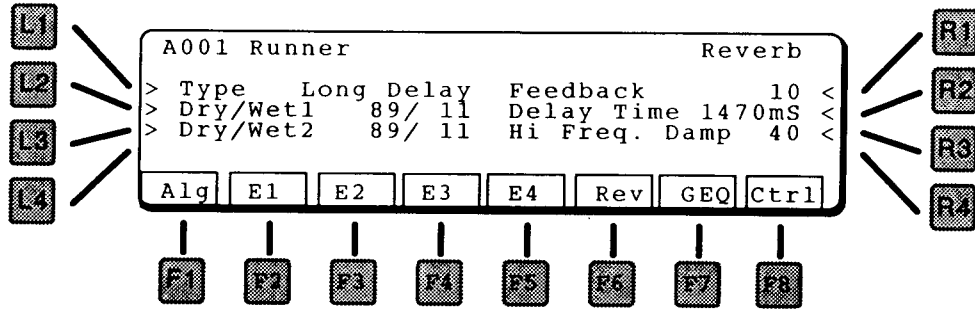 L1
L2
L3
L4
A001 Runner Reverb
> Type Long Delay Feedback 10 <
> Dry/Wet1 89/ 11 Delay Time 1470mS <
> Dry/Wet2 89/ 11 Hi Freq. Damp 40 <
Alg E1 E2 E3 E4 Rev GEQ Ctrl
R1
R2
R3
R4
F1 F2 F3 F4 F5 F6 F7 F8